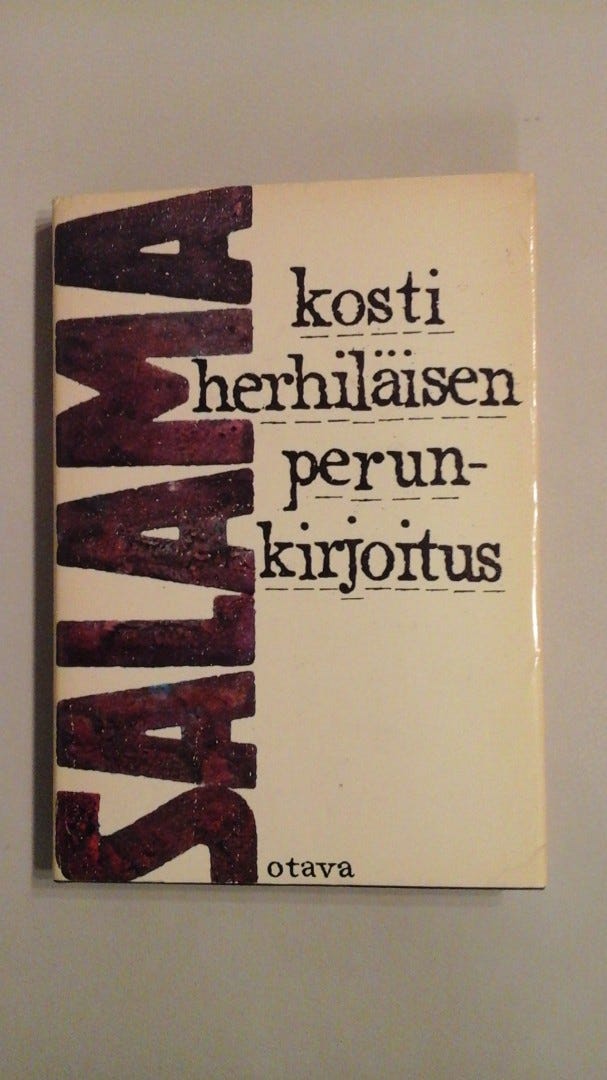 SALAMA
kosti
herhiläisen
perun-
kirjoitus
otava